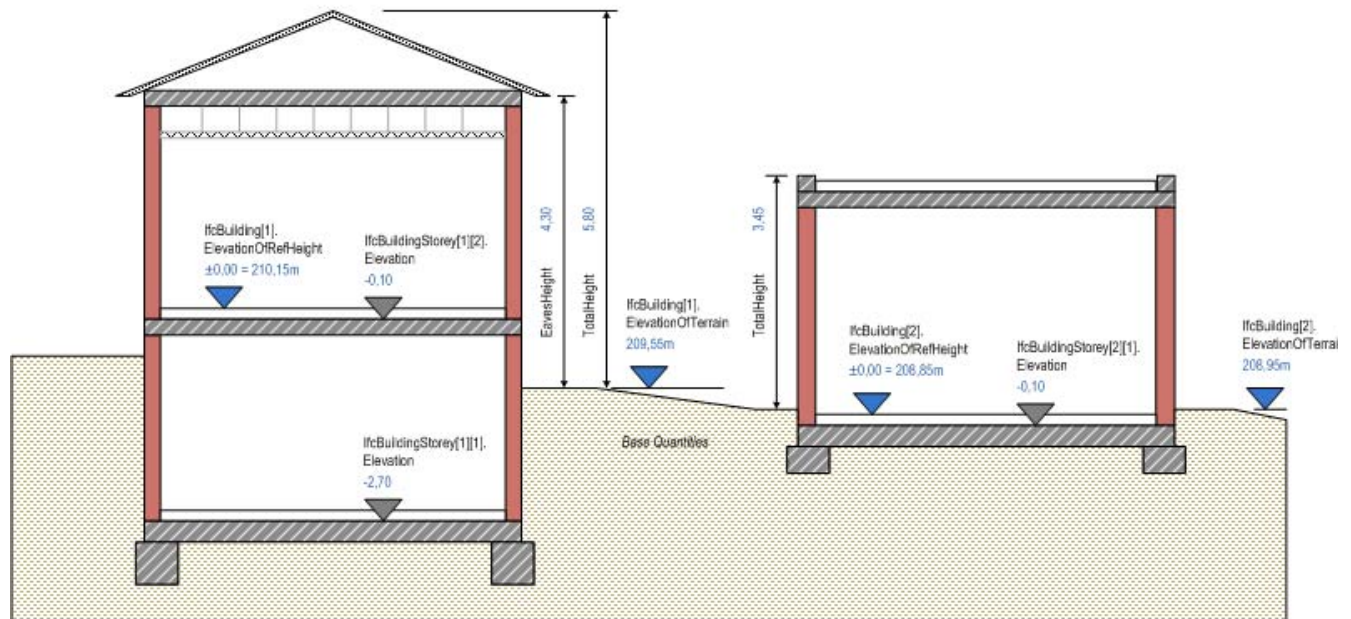 IfcBuilding[1].
ElevationOfRefHeight
±0,00 = 210,15m
IfcBuildingStorey[1][2].
Elevation
-0,10
EavesHeight 4,30
TotalHeight 5,80
IfcBuilding[1].
ElevationOfTerrain
209,55m
TotalHeight 3,45
IfcBuilding[2].
ElevationOfRefHeight
±0,00 = 208,85m
IfcBuildingStorey[2][1].
Elevation
-0,10
IfcBuilding[2].
ElevationOfTerrai
208,95m
Base Quantities
IfcBuildingStorey[1][1].
Elevation
-2,70